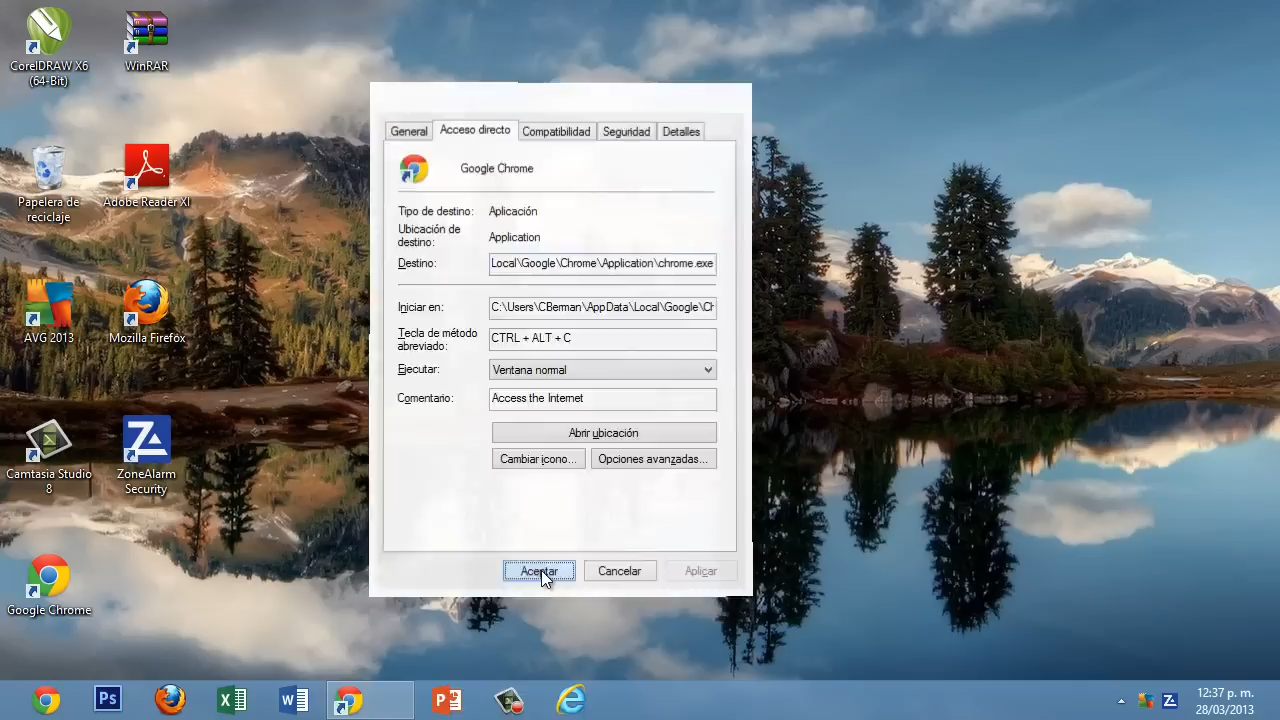 CorelDRAW X6
(64-Bit)
WinRAR
Papelera de
reciclaje
Adobe Reader XI
AVG 2013
Mozilla Firefox
Camtasia Studio
8
ZoneAlarm
Security
Google Chrome
General
Acceso directo
Compatibilidad
Seguridad
Detalles
Google Chrome
Tipo de destino: Aplicación
Ubicación de
destino:
Application
Destino: Local\Google\Chrome\Application\chrome.exe
Iniciar en: C:\Users\CBerman\AppData\Local\Google\Ch
Tecla de método
abreviado:
CTRL + ALT + C
Ejecutar: Ventana normal
Comentario: Access the Internet
Abrir ubicación
Cambiar icono... Opciones avanzadas...
Aceptar Cancelar Aplicar
Ps
12:37 p. m.
28/03/2013